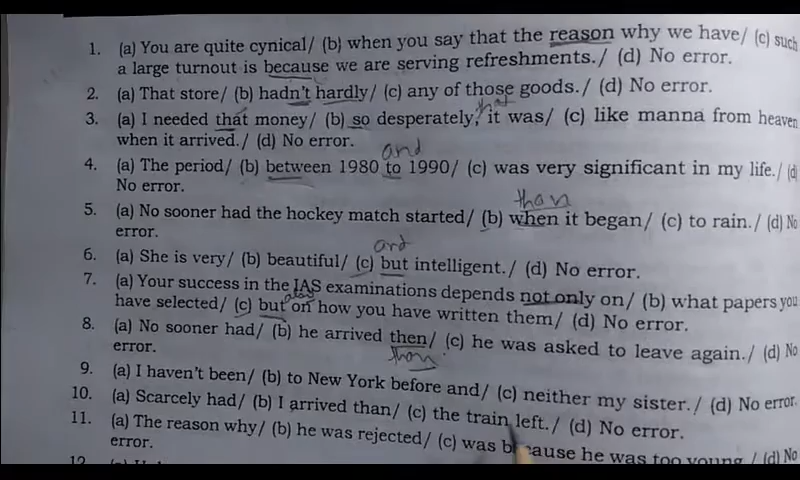 1. (a) You are quite cynical/ (b) when you say that the reason why we have/ (c) such
a large turnout is because we are serving refreshments./ (d) No error.
2. (a) That store/ (b) hadn't hardly/ (c) any of those goods./ (d) No error.
that
3. (a) I needed that money/ (b) so desperately, it was/ (c) like manna from heaven
when it arrived./ (d) No error.
and
4. (a) The period/ (b) between 1980 to 1990/ (c) was very significant in my life./ (d
No error.
than
5. (a) No sooner had the hockey match started/ (b) when it began/ (c) to rain./ (d) No
error.
and
6. (a) She is very/ (b) beautiful/ (c) but intelligent./ (d) No error.
7. (a) Your success in the IAS examinations depends not only on/ (b) what papers you
also
have selected/ (c) but on how you have written them/ (d) No error.
8. (a) No sooner had/ (b) he arrived then/ (c) he was asked to leave again./ (d) No
error.
than
9. (a) I haven't been/ (b) to New York before and/ (c) neither my sister./ (d) No error.
10. (a) Scarcely had/ (b) I arrived than/ (c) the train left./ (d) No error.
11. (a) The reason why/ (b) he was rejected/ (c) was because he was too young./ (d) No
error.
12